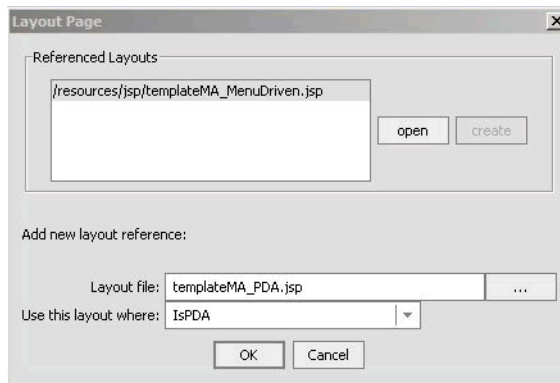 Layout Page
Referenced Layouts
/resources/jsp/templateMA_MenuDriven.jsp
open create
Add new layout reference:
Layout file: templateMA_PDA.jsp ...
Use this layout where: IsPDA
OK Cancel